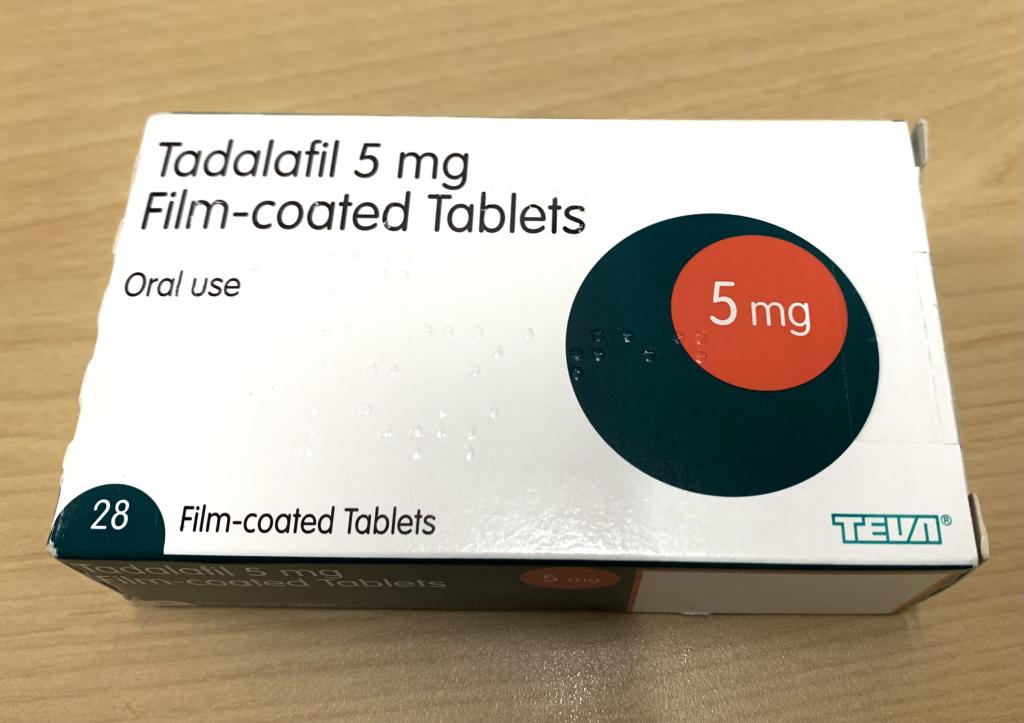 Tadalafil 5 mg
Film-coated Tablets
Oral use
5 mg
28
Film-coated Tablets
TEVA®
Tadalafil 5 mg
Film-coated Tablets
5 mg